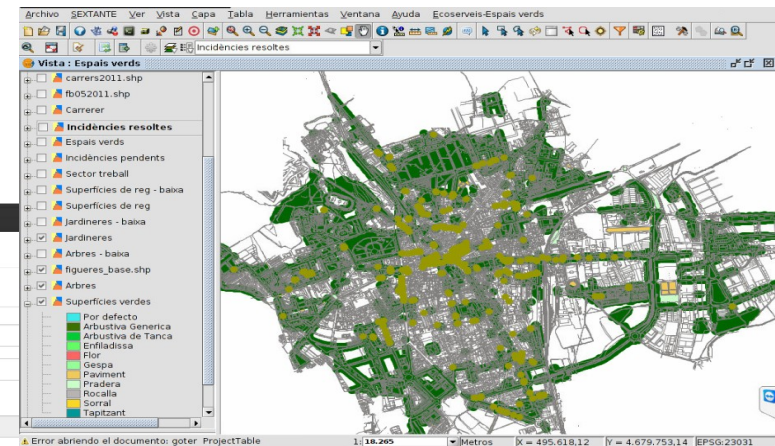 Archivo SEXTANTE Ver Vista Capa Tabla Herramientas Ventana Ayuda Ecoserveis-Espais verds
Incidències resoltes
Vista : Espais verds
carrers2011.shp
fb052011.shp
Carrerer
Incidències resoltes
Espais verds
Incidències pendents
Sector treball
Superfícies de reg - baixa
Superfícies de reg
Jardineres - baixa
Jardineres
Arbres - baixa
figueres_base.shp
Arbres
Superfícies verdes
Por defecto
Arbustiva Generica
Arbustiva de Tanca
Enfiladissa
Flor
Gespa
Paviment
Pradera
Rocalla
Sorral
Tapitzant
Error abriendo el documento: goter ProjectTable 1: 18.265 Metros X = 495.618,12 Y = 4.679.753,14 EPSG:23031